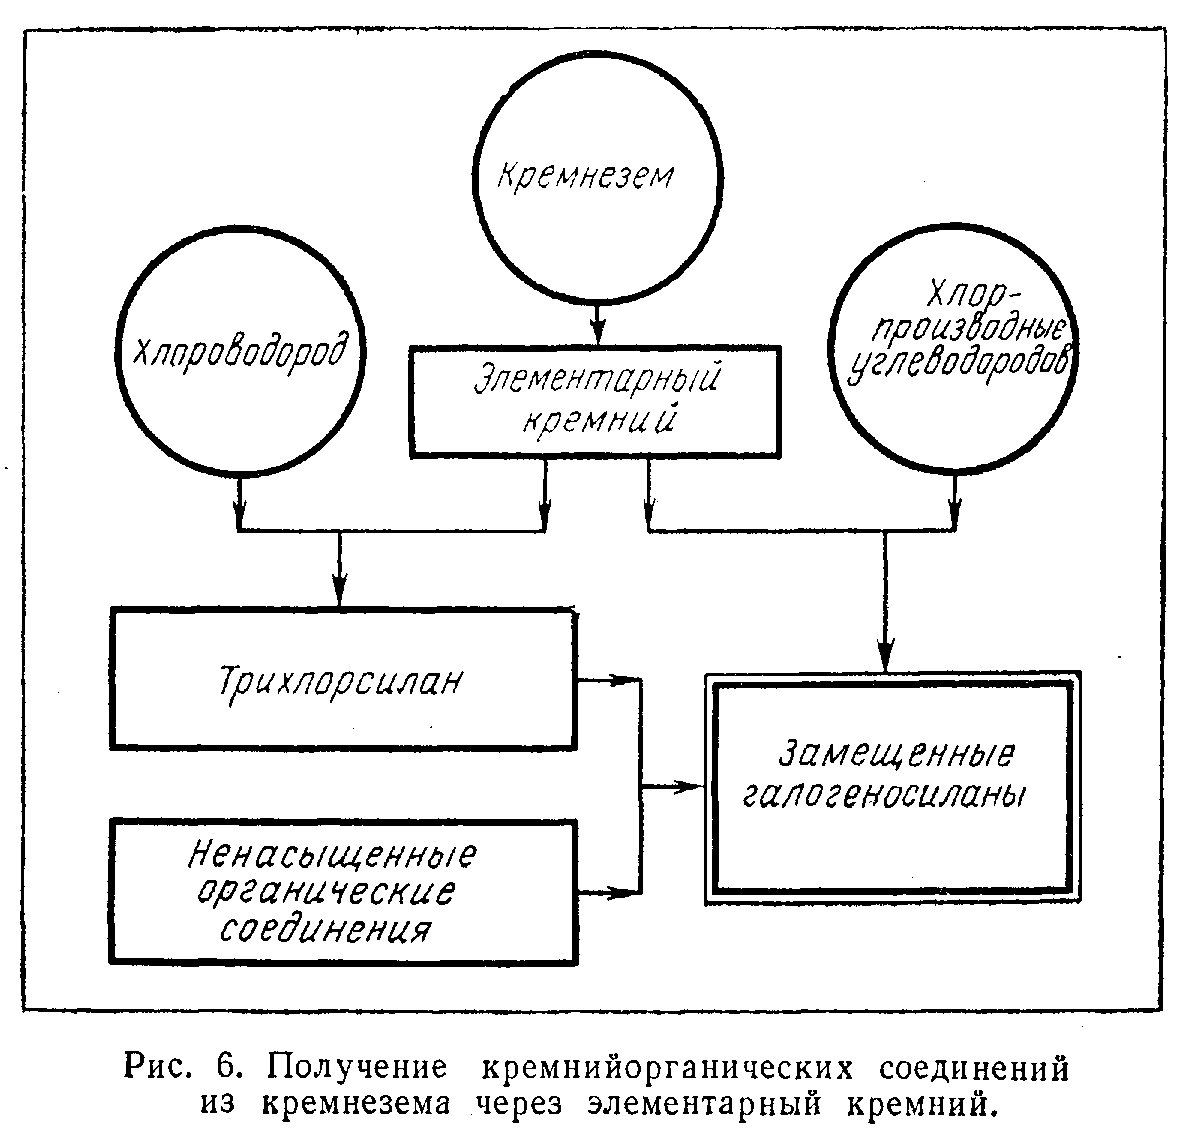 Кремнезем
Хлороводород
Хлор-
производные
углеводородов
Элементарный
кремний
Трихлорсилан
Замещенные
галогеносиланы
Ненасыщенные
органические
соединения
Рис. 6. Получение кремнийорганических соединений
из кремнезема через элементарный кремний.